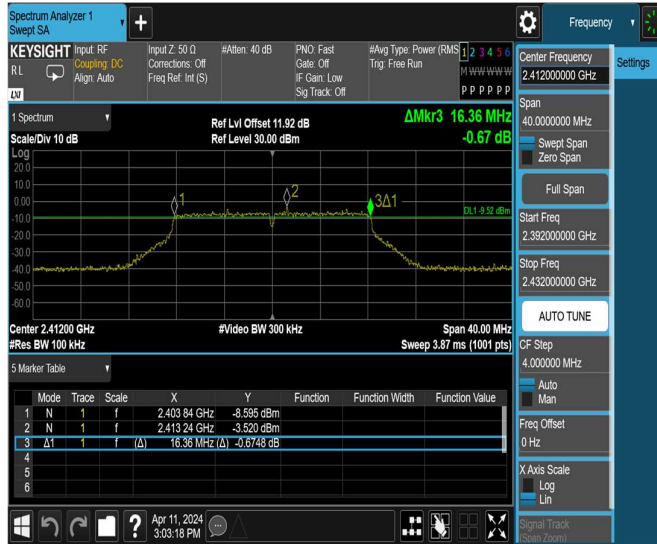 Spectrum Analyzer 1
Swept SA
Frequency
KEYSIGHT
RL
LXI
Input: RF
Coupling: DC
Align: Auto
Input Z: 50 Ω
Corrections: Off
Freq Ref: Int (S)
#Atten: 40 dB
PNO: Fast
Gate: Off
IF Gain: Low
Sig Track: Off
#Avg Type: Power (RMS
Trig: Free Run
1 2 3 4 5 6
M W W W W W
P P P P P P
Center Frequency
2.412000000 GHz
Settings
Span
40.0000000 MHz
Swept Span
Zero Span
Full Span
Start Freq
2.392000000 GHz
Stop Freq
2.432000000 GHz
AUTO TUNE
CF Step
4.000000 MHz
Auto
Man
Freq Offset
0 Hz
X Axis Scale
Log
Lin
Signal Track
(Span Zoom)
1 Spectrum
Scale/Div 10 dB
Ref Lvl Offset 11.92 dB
Ref Level 30.00 dBm
ΔMkr3 16.36 MHz
-0.67 dB
Log
20.0
10.0
0.00
-10.0
-20.0
-30.0
-40.0
-50.0
-60.0
1
2
3Δ1
DL1 -9.52 dBm
Center 2.41200 GHz
#Video BW 300 kHz
Span 40.00 MHz
#Res BW 100 kHz
Sweep 3.87 ms (1001 pts)
5 Marker Table
Mode Trace Scale X Y Function Function Width Function Value
1 N 1 f 2.403 84 GHz -8.595 dBm
2 N 1 f 2.413 24 GHz -3.520 dBm
3 Δ1 1 f (Δ) 16.36 MHz (Δ) -0.6748 dB
4
5
6
?
Apr 11, 2024
3:03:18 PM